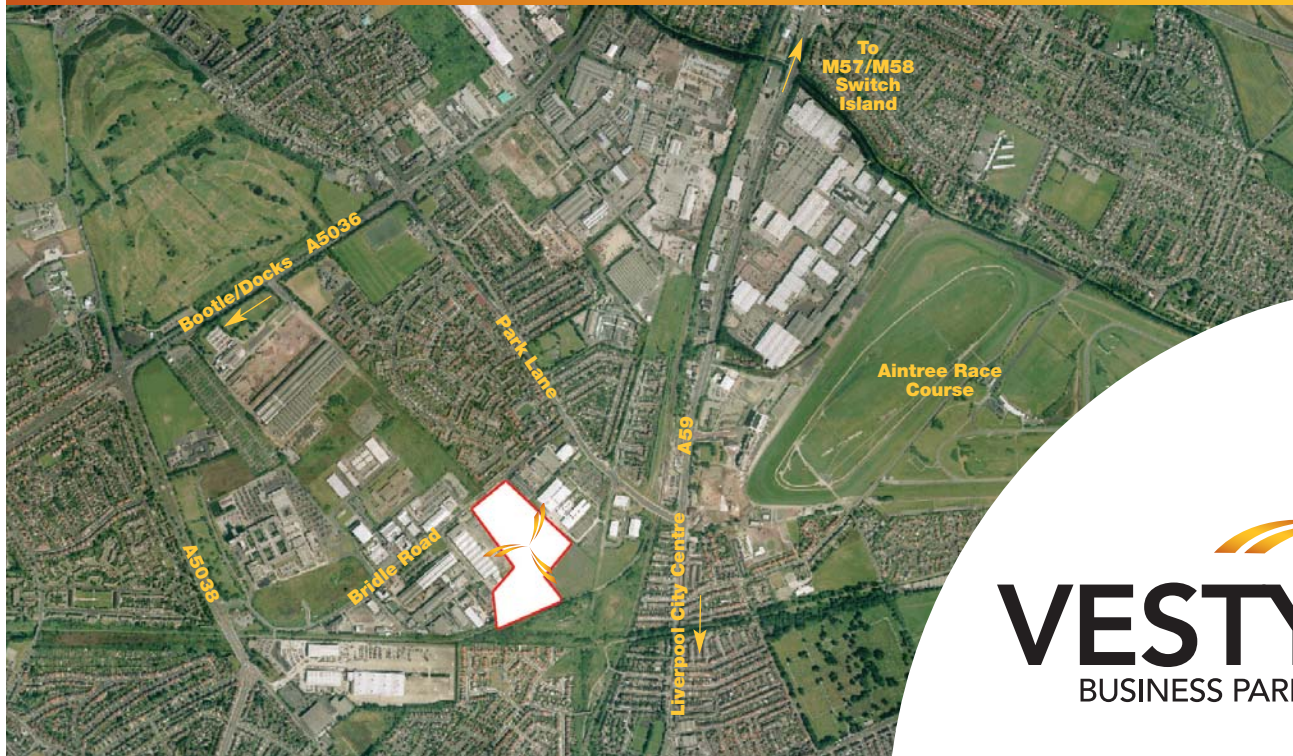 To
M57/M58
Switch
Island
Bootle/Docks A5036
Park Lane
Aintree Race
Course
A59
Bridle Road
A5038
Liverpool City Centre
VESTY
BUSINESS PARK